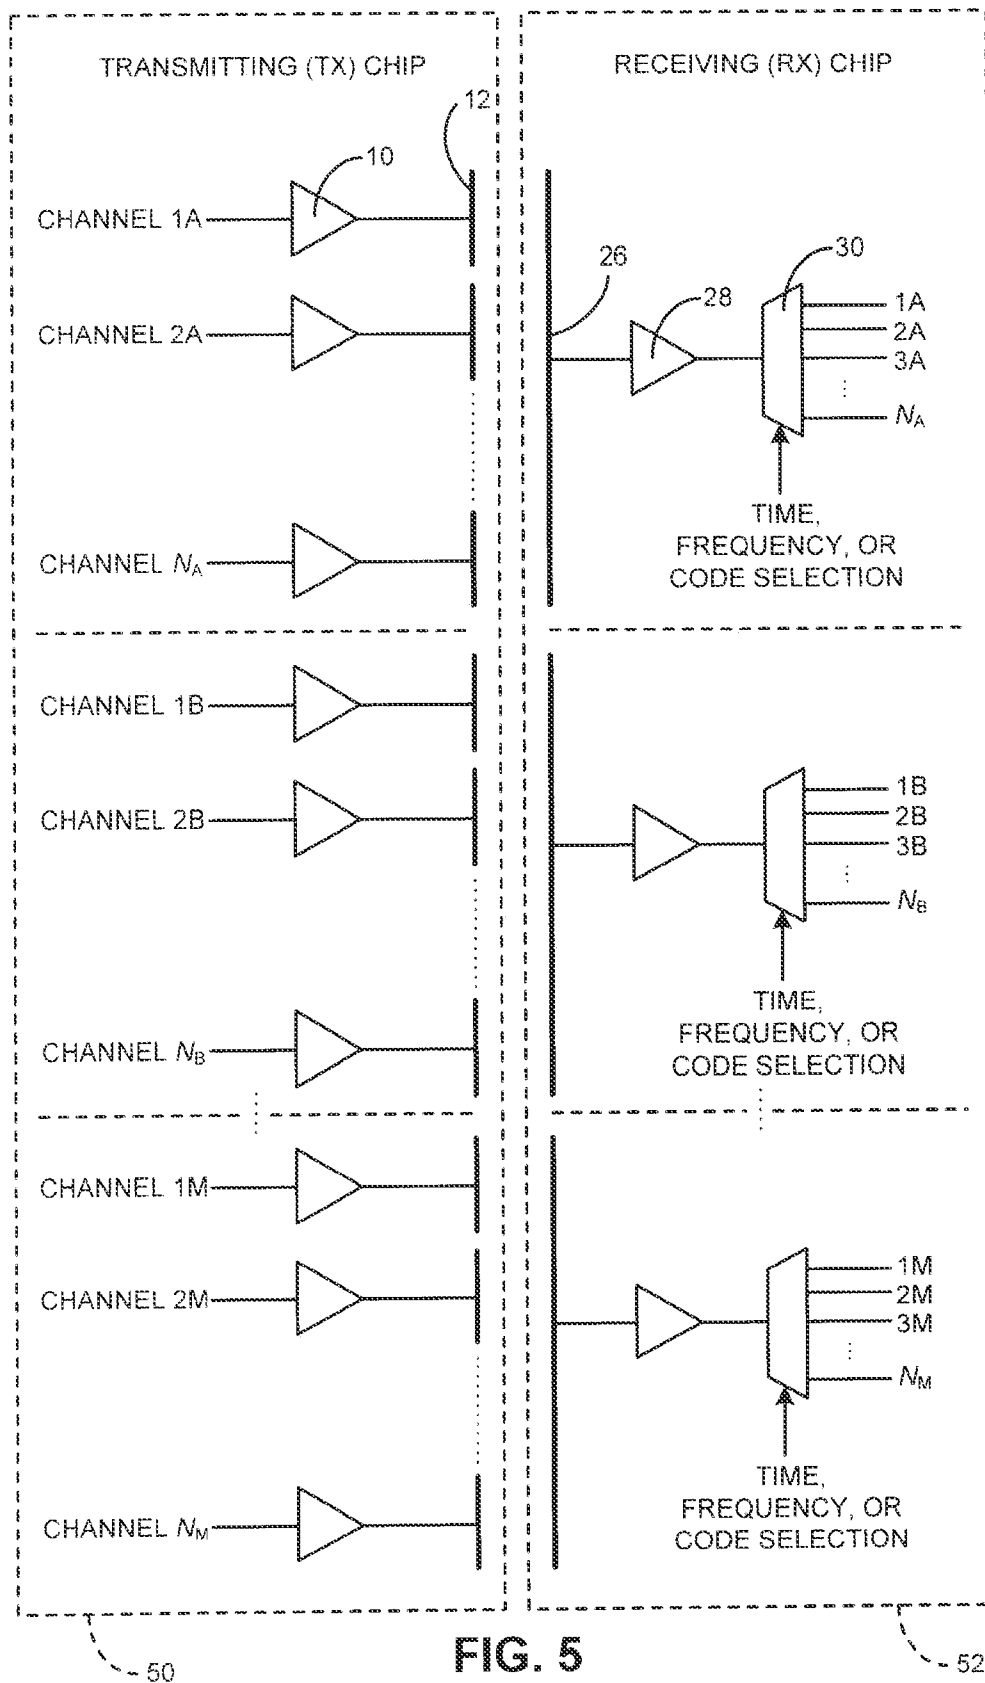 TRANSMITTING (TX) CHIP
RECEIVING (RX) CHIP
12
10
CHANNEL 1A
26
30
28
1A
CHANNEL 2A
2A
3A
NA
TIME,
FREQUENCY, OR
CODE SELECTION
CHANNEL NA
CHANNEL 1B
1B
CHANNEL 2B
2B
3B
NB
TIME,
FREQUENCY, OR
CODE SELECTION
CHANNEL NB
CHANNEL 1M
1M
CHANNEL 2M
2M
3M
NM
TIME,
FREQUENCY, OR
CODE SELECTION
CHANNEL NM
50
FIG. 5
52